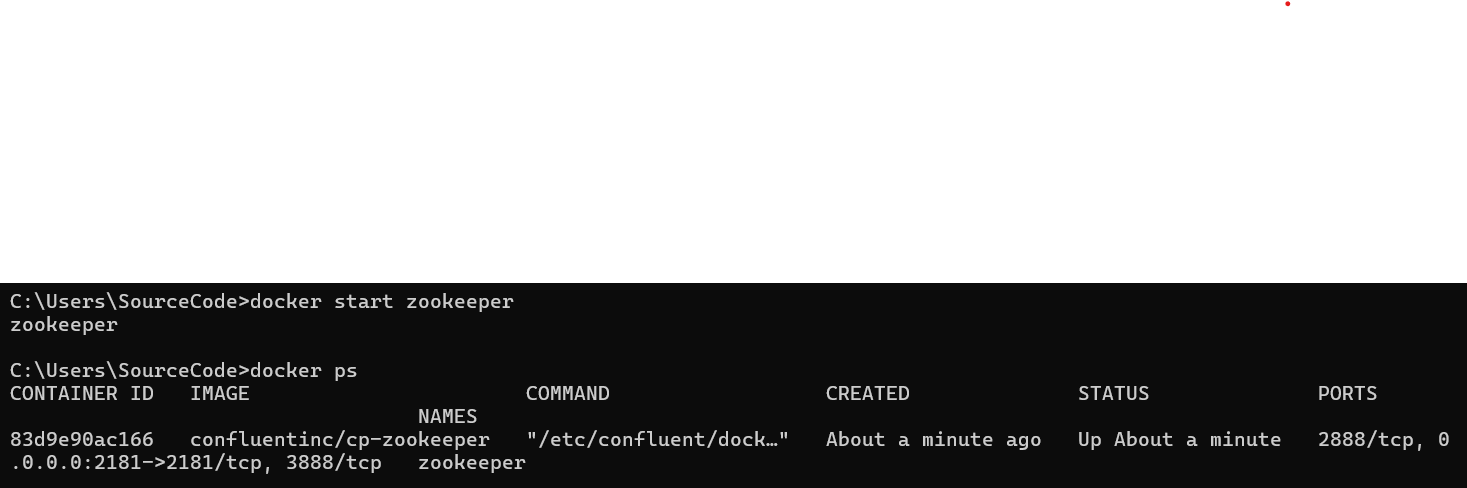 C:\Users\SourceCode>docker start zookeeper
zookeeper
C:\Users\SourceCode>docker ps
CONTAINER ID   IMAGE                       COMMAND                  CREATED              STATUS              PORTS
                                  NAMES
83d9e90ac166   confluentinc/cp-zookeeper   "/etc/confluent/dock…"   About a minute ago   Up About a minute   2888/tcp, 0
.0.0.0:2181->2181/tcp, 3888/tcp   zookeeper